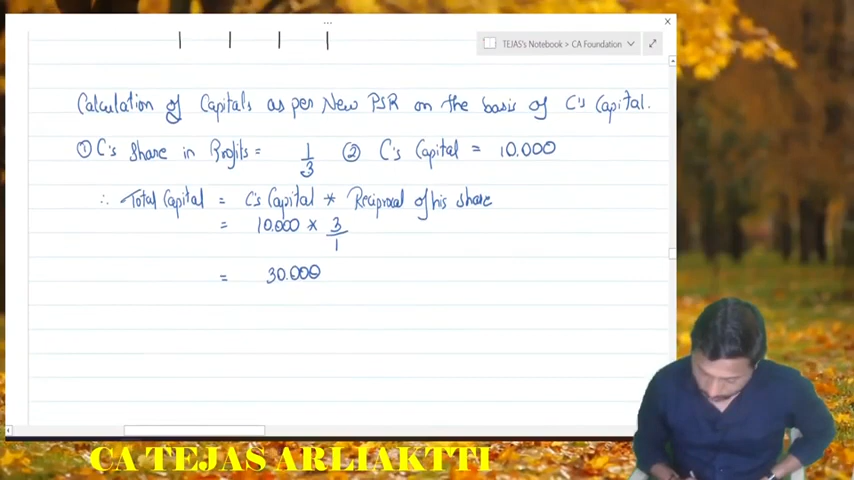 TEJAS's Notebook > CA Foundation
Calculation of Capitals as per New PSR on the basis of C's Capital.
① C's Share in Profits = 1/3 ② C's Capital = 10.000
∴ Total Capital = C's Capital * Reciprocal of his share
= 10.000 * 3/1
= 30.000
CA TEJAS ARLIAKTTI